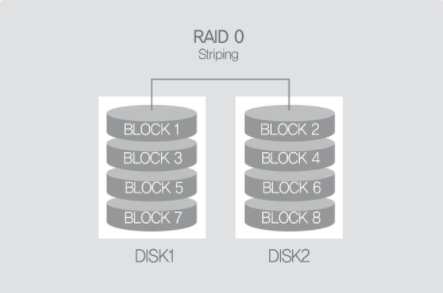 RAID 0
Striping
BLOCK 1
BLOCK 2
BLOCK 3
BLOCK 4
BLOCK 5
BLOCK 6
BLOCK 7
BLOCK 8
DISK1
DISK2